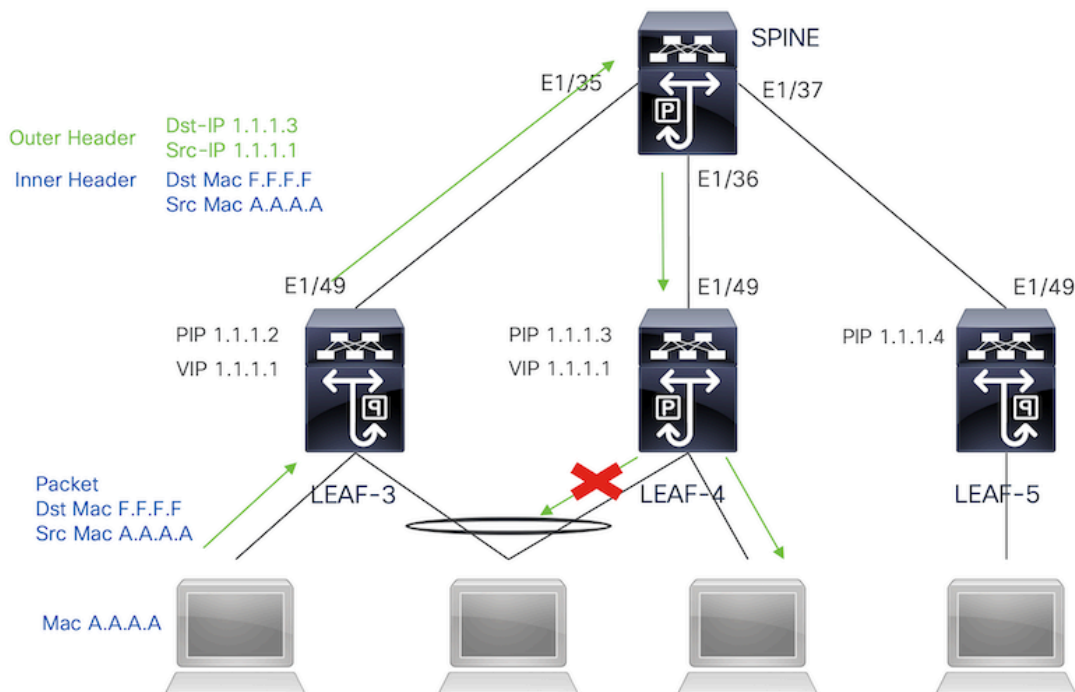 SPINE
E1/35
E1/37
Outer Header
Dst-IP 1.1.1.3
Src-IP 1.1.1.1
Inner Header
Dst Mac F.F.F.F
Src Mac A.A.A.A
P
E1/36
E1/49
E1/49
E1/49
PIP 1.1.1.2
VIP 1.1.1.1
PIP 1.1.1.3
VIP 1.1.1.1
PIP 1.1.1.4
P
P
P
Packet
Dst Mac F.F.F.F
Src Mac A.A.A.A
LEAF-3
LEAF-4
LEAF-5
Mac A.A.A.A